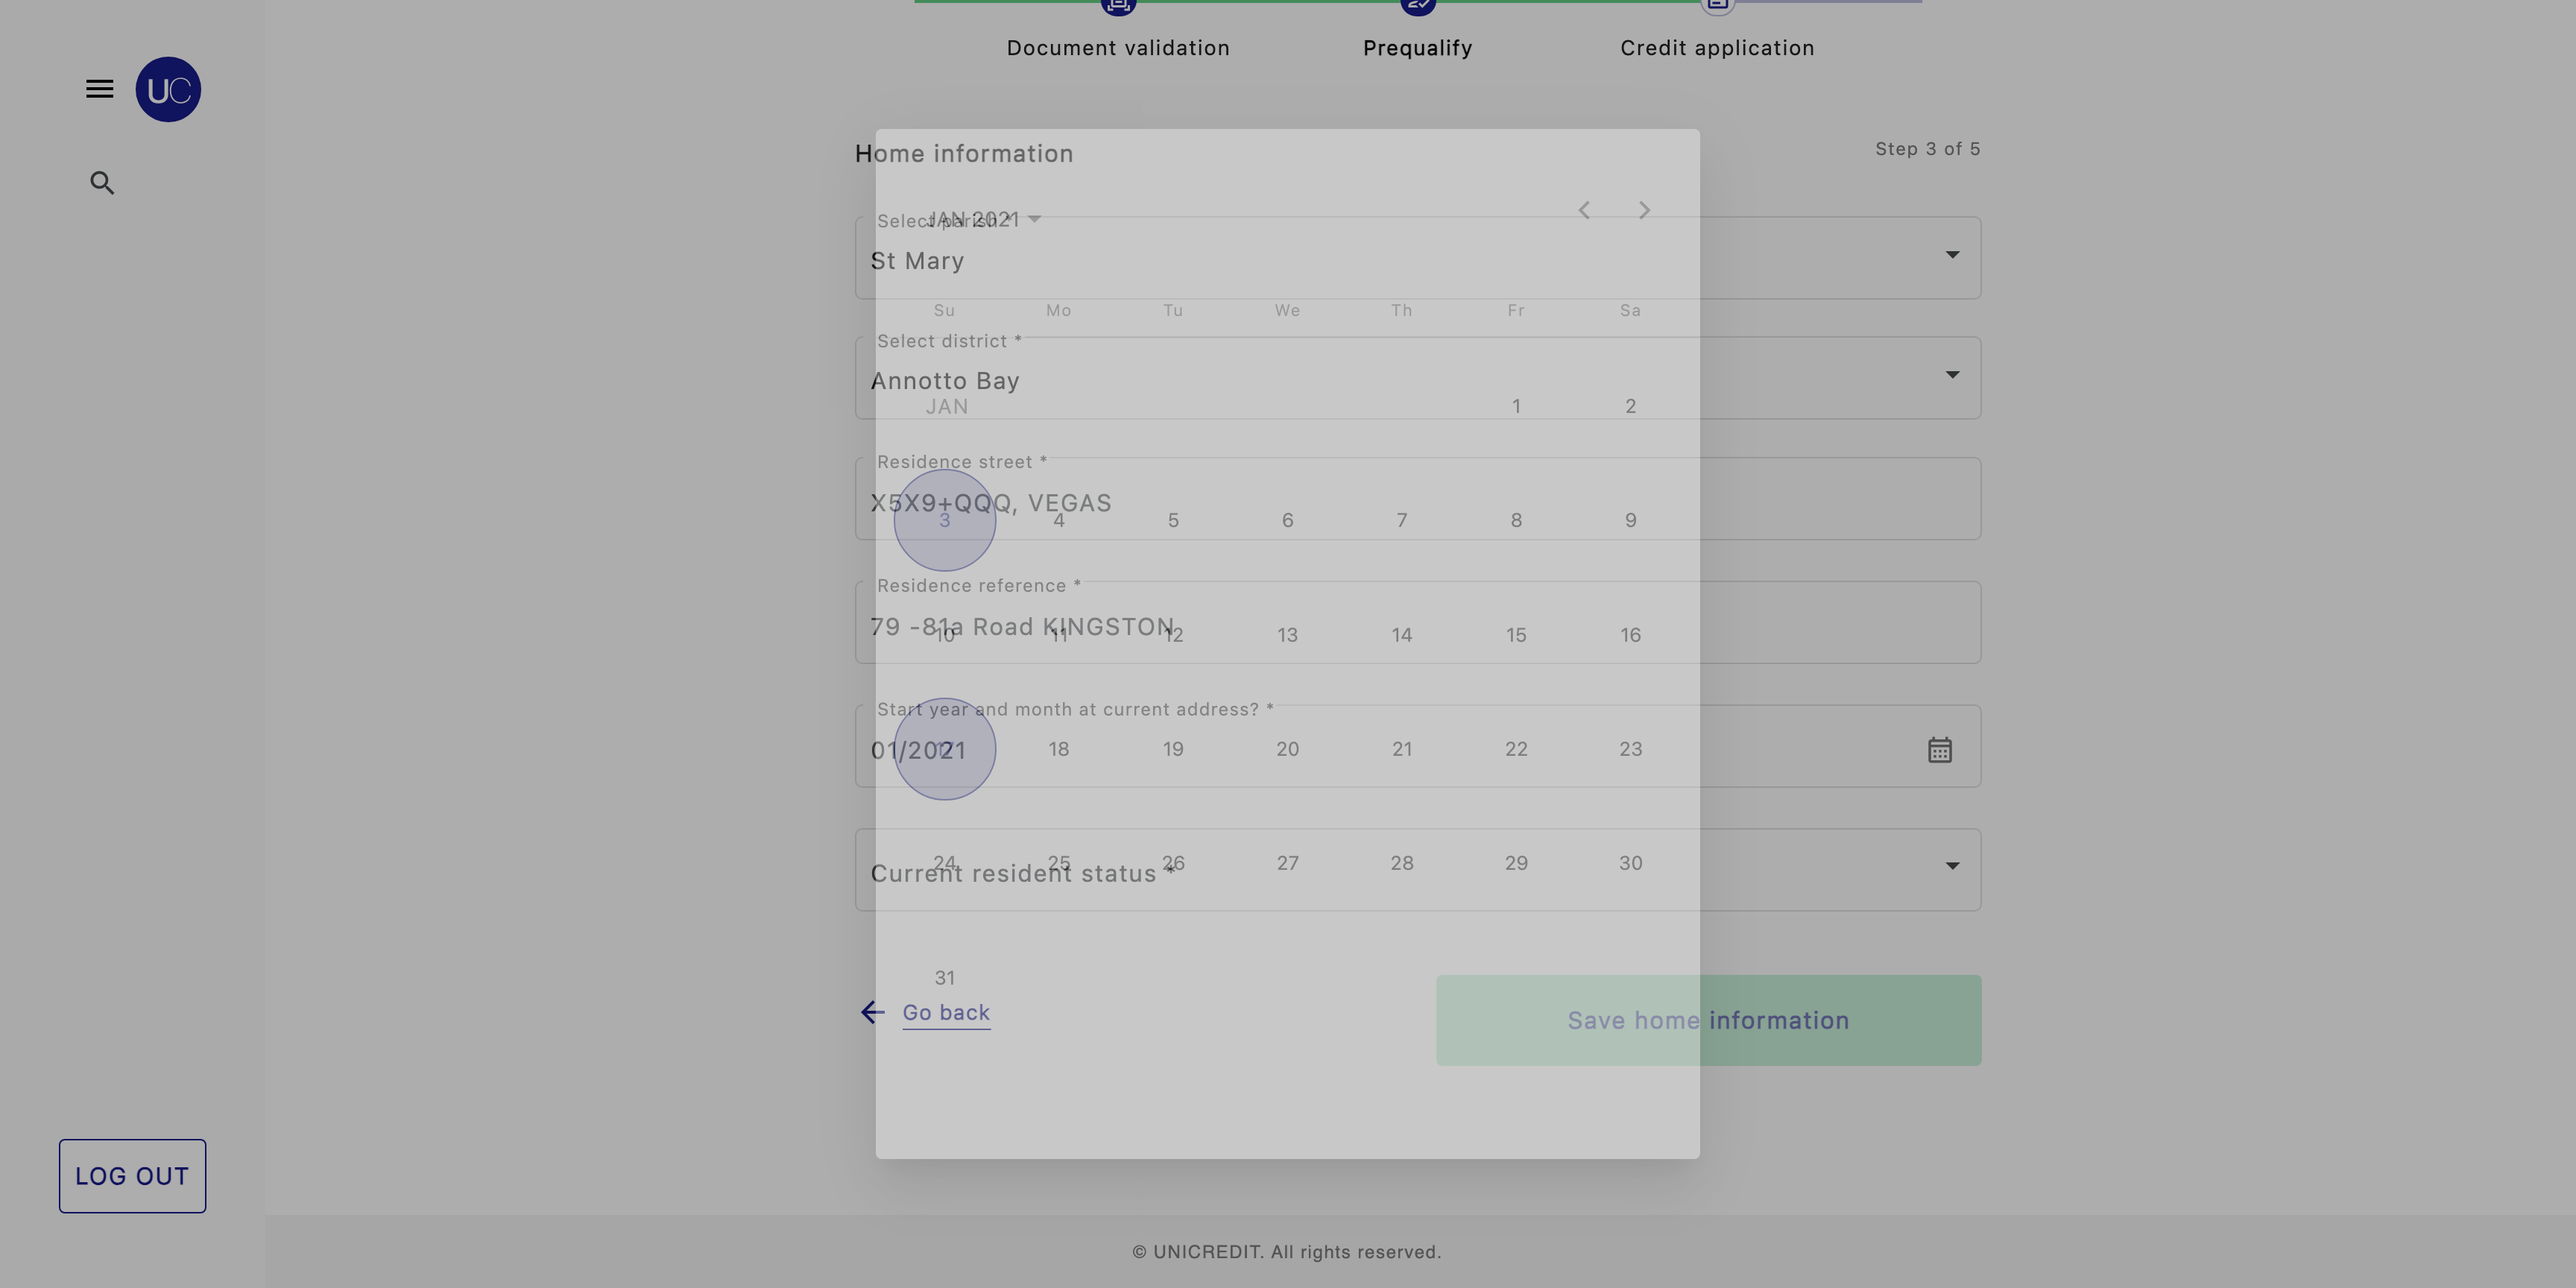 Document validation
Prequalify
Credit application
UC
Home information
Step 3 of 5
JAN 2021
Select parish *
St Mary
Su Mo Tu We Th Fr Sa
Select district *
Annotto Bay
JAN 1 2
Residence street *
X5X9+QQQ, VEGAS
3 4 5 6 7 8 9
Residence reference *
79 -81a Road KINGSTON
10 11 12 13 14 15 16
Start year and month at current address? *
01/2021
17 18 19 20 21 22 23
24 25 26 27 28 29 30
Current resident status *
31
Go back
Save home information
LOG OUT
© UNICREDIT. All rights reserved.